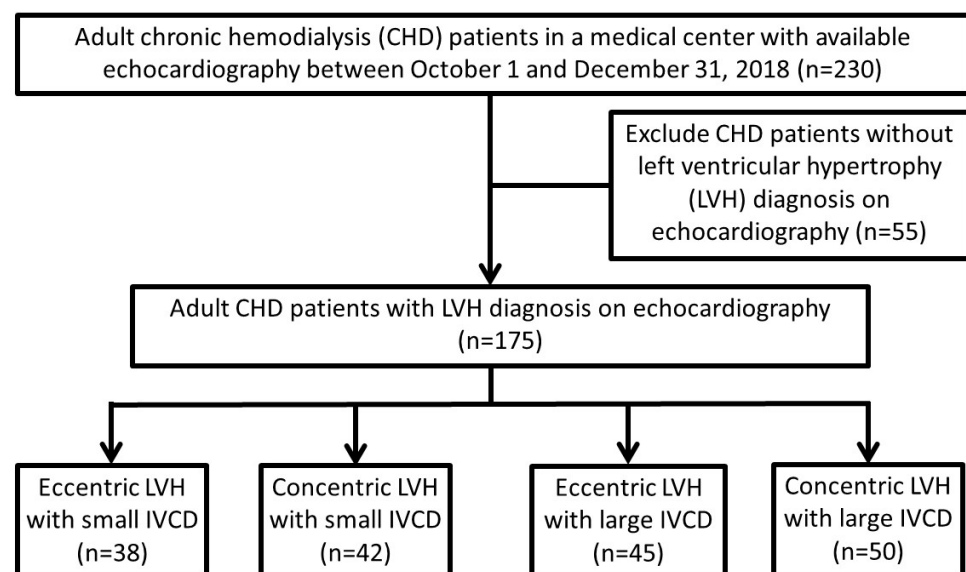 Adult chronic hemodialysis (CHD) patients in a medical center with available
echocardiography between October 1 and December 31, 2018 (n=230)
Exclude CHD patients without
left ventricular hypertrophy
(LVH) diagnosis on
echocardiography (n=55)
Adult CHD patients with LVH diagnosis on echocardiography
(n=175)
Eccentric LVH
with small IVCD
(n=38)
Concentric LVH
with small IVCD
(n=42)
Eccentric LVH
with large IVCD
(n=45)
Concentric LVH
with large IVCD
(n=50)